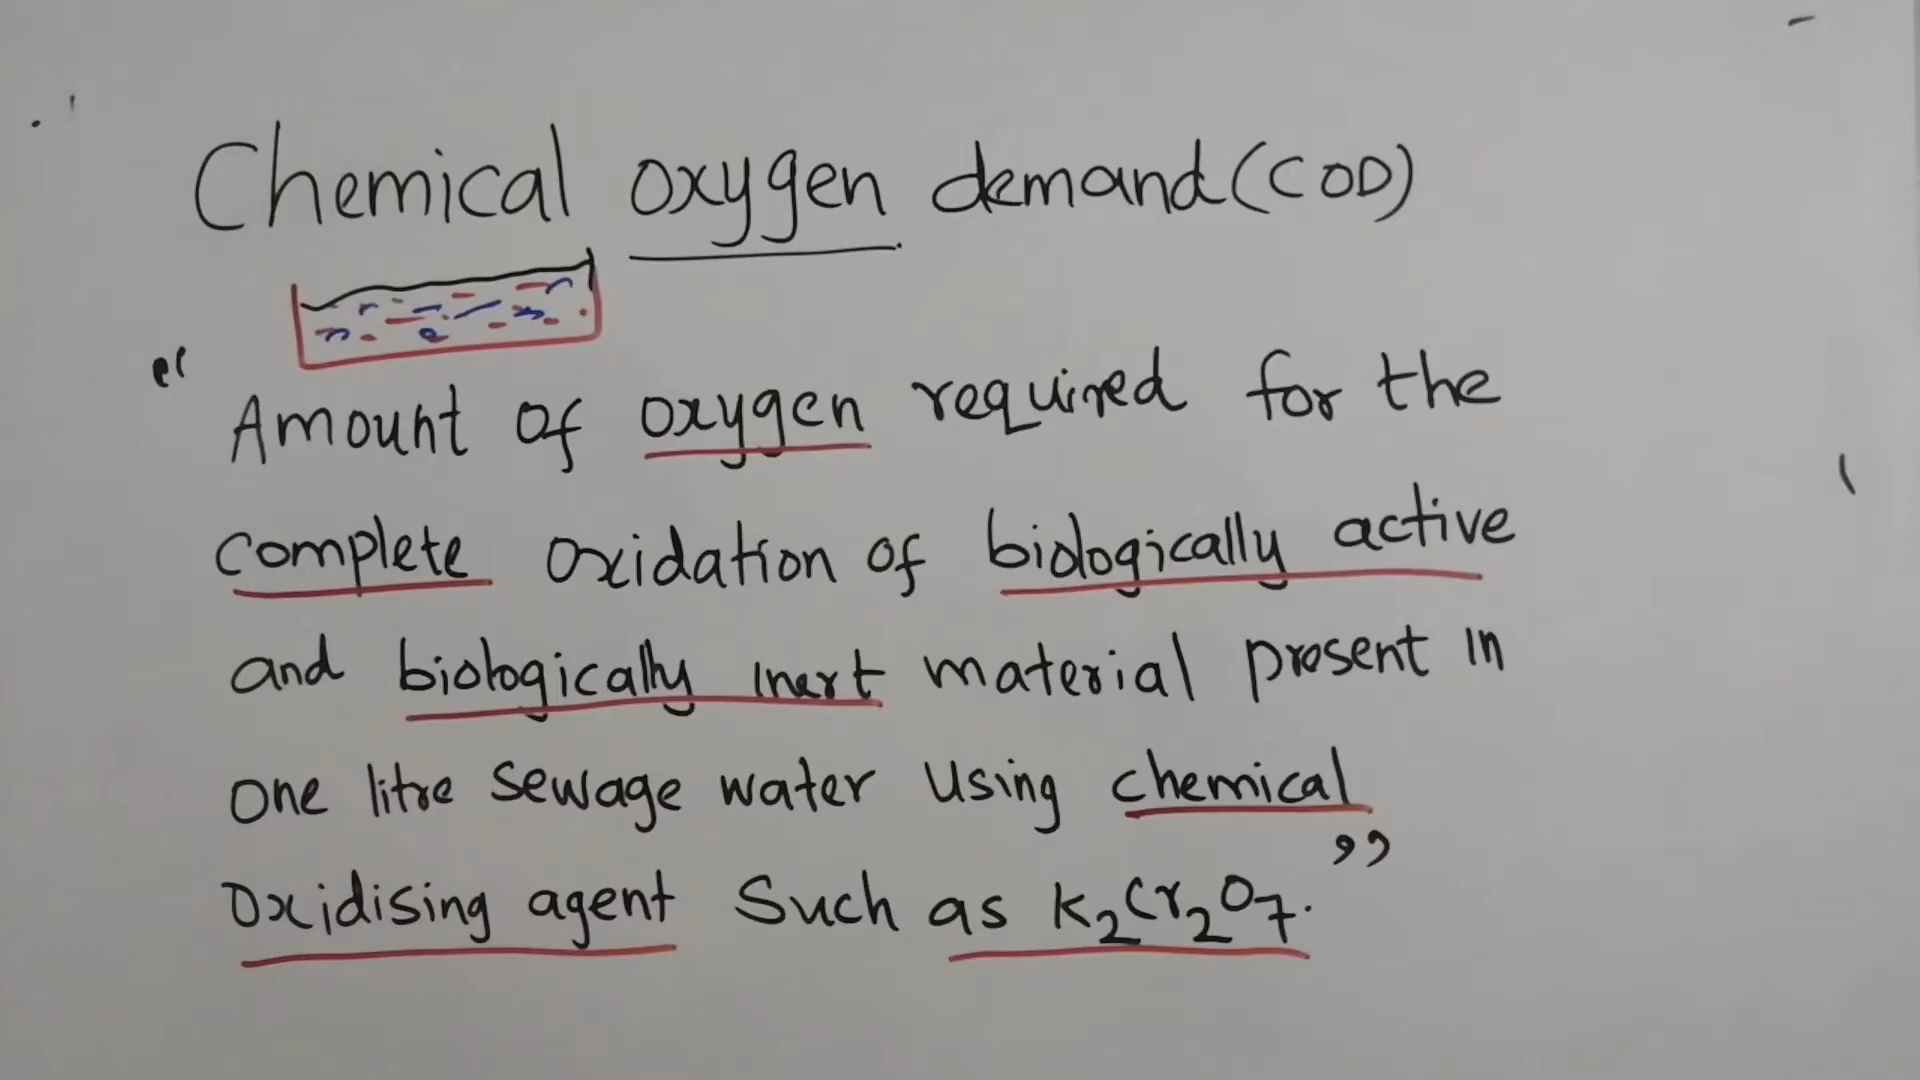 Chemical oxygen demand (COD)
"Amount of oxygen required for the
complete oxidation of biologically active
and biologically inert material present in
one litre sewage water using chemical
oxidising agent such as K₂Cr₂O₇."